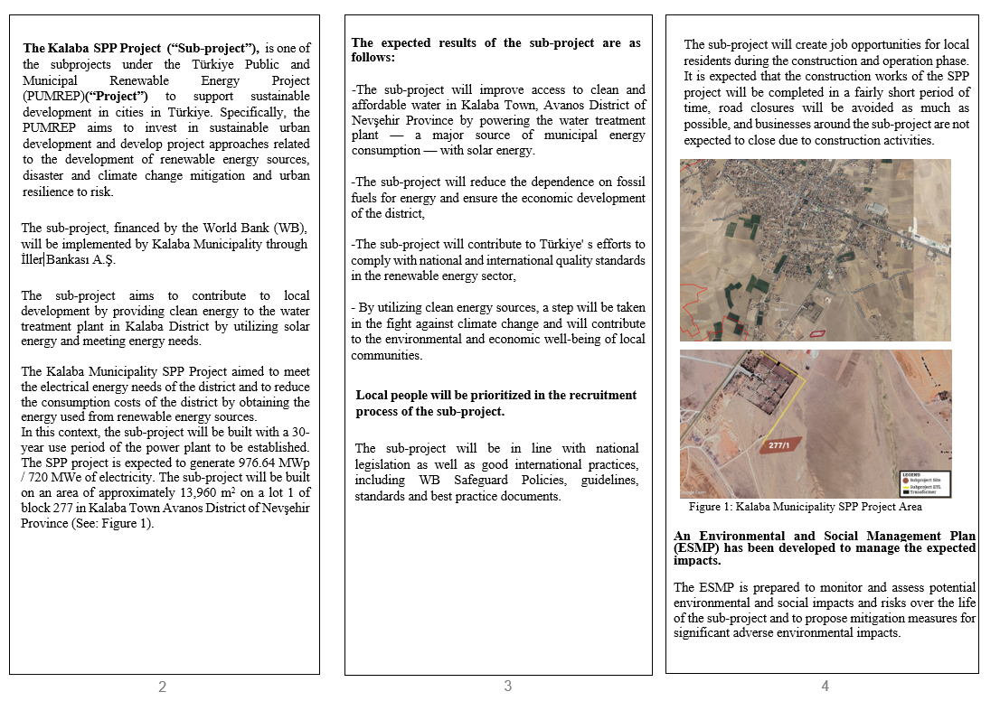 The Kalaba SPP Project (“Sub-project”), is one of
the subprojects under the Türkiye Public and
Municipal Renewable Energy Project
(PUMREP)(“Project”) to support sustainable
development in cities in Türkiye. Specifically, the
PUMREP aims to invest in sustainable urban
development and develop project approaches related
to the development of renewable energy sources,
disaster and climate change mitigation and urban
resilience to risk.
The sub-project, financed by the World Bank (WB),
will be implemented by Kalaba Municipality through
İller Bankası A.Ş.
The sub-project aims to contribute to local
development by providing clean energy to the water
treatment plant in Kalaba District by utilizing solar
energy and meeting energy needs.
The Kalaba Municipality SPP Project aimed to meet
the electrical energy needs of the district and to reduce
the consumption costs of the district by obtaining the
energy used from renewable energy sources.
In this context, the sub-project will be built with a 30-
year use period of the power plant to be established.
The SPP project is expected to generate 976.64 MWp
/ 720 MWe of electricity. The sub-project will be built
on an area of approximately 13,960 m² on a lot 1 of
block 277 in Kalaba Town Avanos District of Nevşehir
Province (See: Figure 1).
2
The expected results of the sub-project are as
follows:
-The sub-project will improve access to clean and
affordable water in Kalaba Town, Avanos District of
Nevşehir Province by powering the water treatment
plant — a major source of municipal energy
consumption — with solar energy.
-The sub-project will reduce the dependence on fossil
fuels for energy and ensure the economic development
of the district,
-The sub-project will contribute to Türkiye' s efforts to
comply with national and international quality standards
in the renewable energy sector,
- By utilizing clean energy sources, a step will be taken
in the fight against climate change and will contribute
to the environmental and economic well-being of local
communities.
Local people will be prioritized in the recruitment
process of the sub-project.
The sub-project will be in line with national
legislation as well as good international practices,
including WB Safeguard Policies, guidelines,
standards and best practice documents.
3
The sub-project will create job opportunities for local
residents during the construction and operation phase.
It is expected that the construction works of the SPP
project will be completed in a fairly short period of
time, road closures will be avoided as much as
possible, and businesses around the sub-project are not
expected to close due to construction activities.
277/1
LEGEND
Subproject Site
Subproject ETL
Transformer
Figure 1: Kalaba Municipality SPP Project Area
An Environmental and Social Management Plan
(ESMP) has been developed to manage the expected
impacts.
The ESMP is prepared to monitor and assess potential
environmental and social impacts and risks over the life
of the sub-project and to propose mitigation measures for
significant adverse environmental impacts.
4